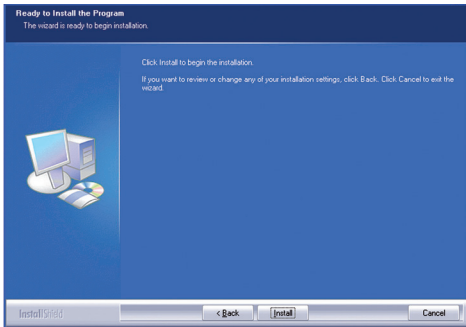 Ready to Install the Program
The wizard is ready to begin installation.
Click Install to begin the installation.
If you want to review or change any of your installation settings, click Back. Click Cancel to exit the
wizard.
InstallShield
< Back
Install
Cancel